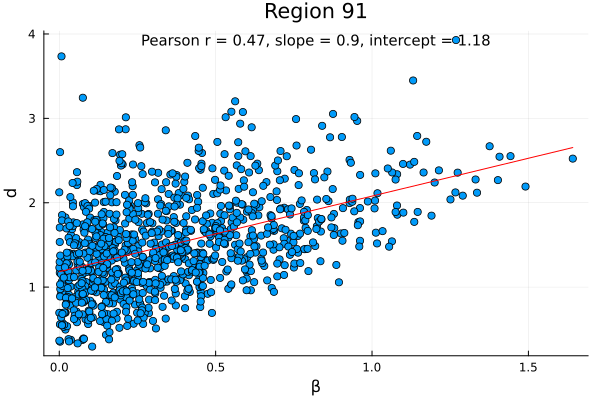 Region 91
Pearson r = 0.47, slope = 0.9, intercept = 1.18
4
3
2
1
d
0.0 0.5 1.0 1.5
β